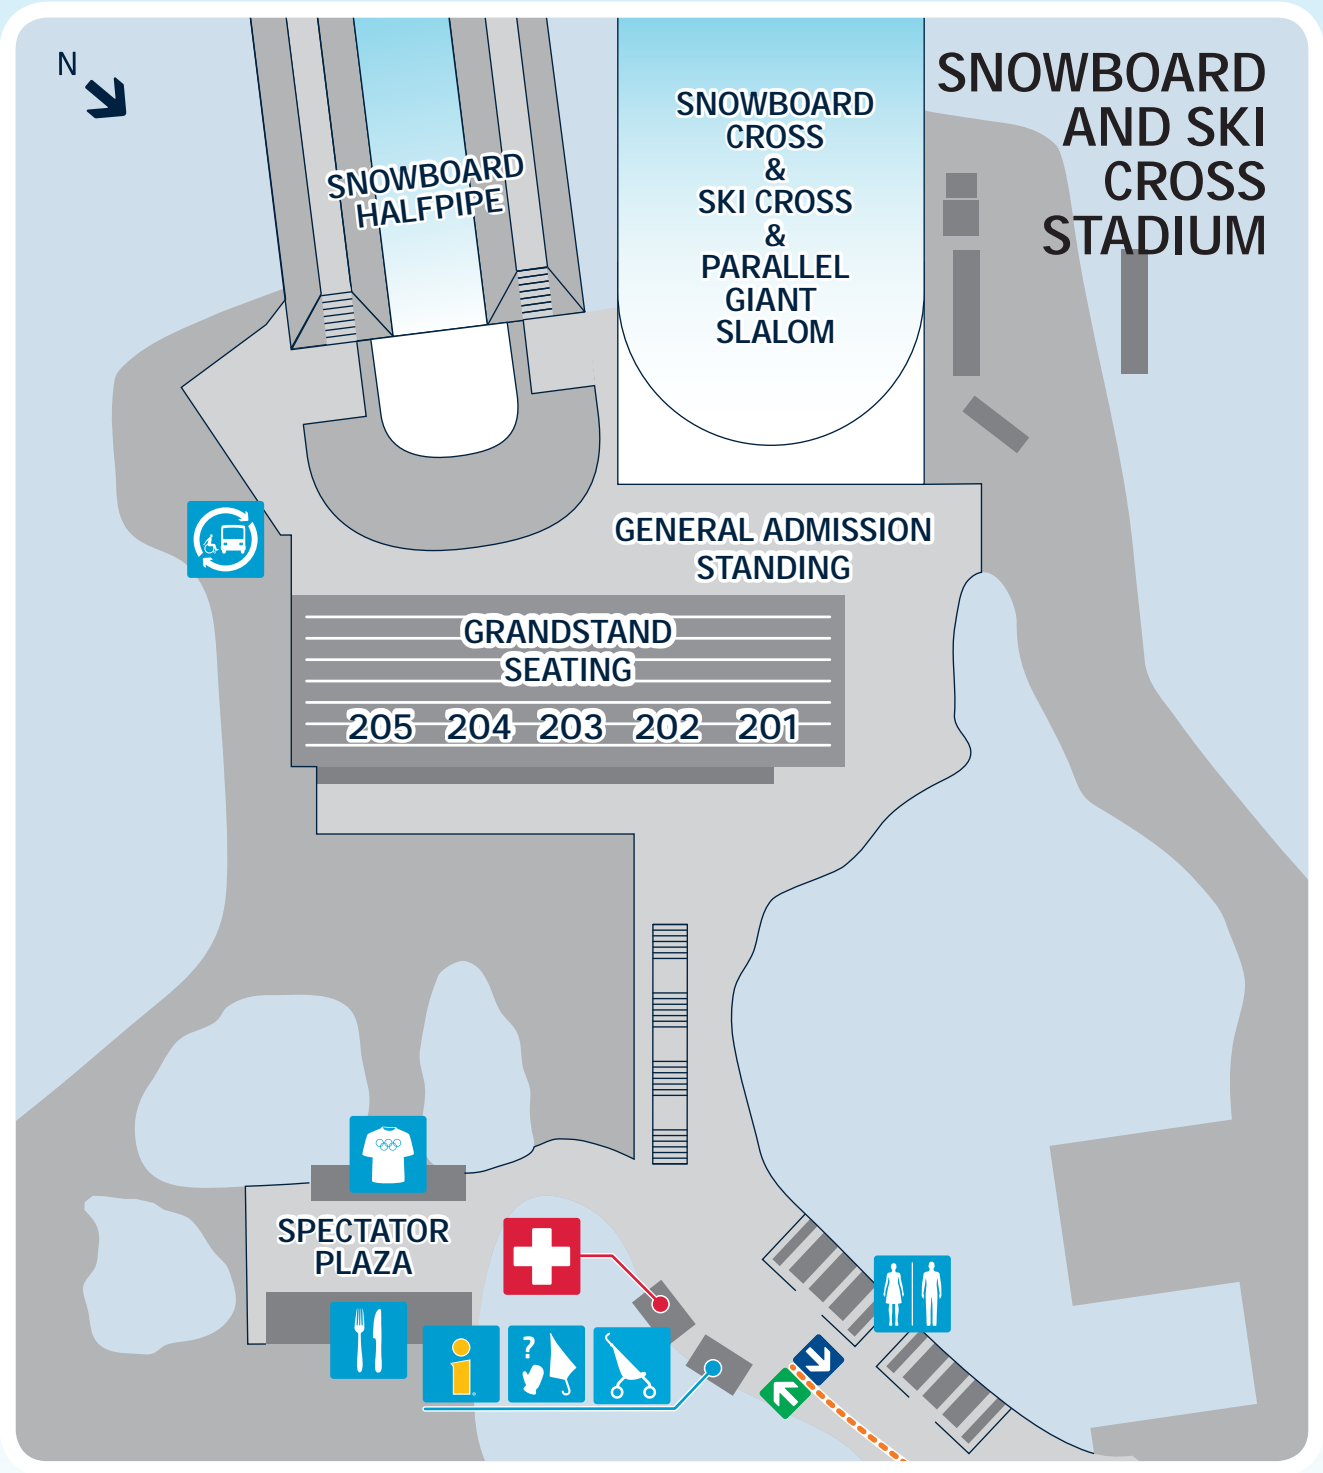 N
SNOWBOARD
AND SKI
CROSS
STADIUM
SNOWBOARD
HALFPIPE
SNOWBOARD
CROSS
&
SKI CROSS
&
PARALLEL
GIANT
SLALOM
GENERAL ADMISSION
STANDING
GRANDSTAND
SEATING
205 204 203 202 201
SPECTATOR
PLAZA
i
?